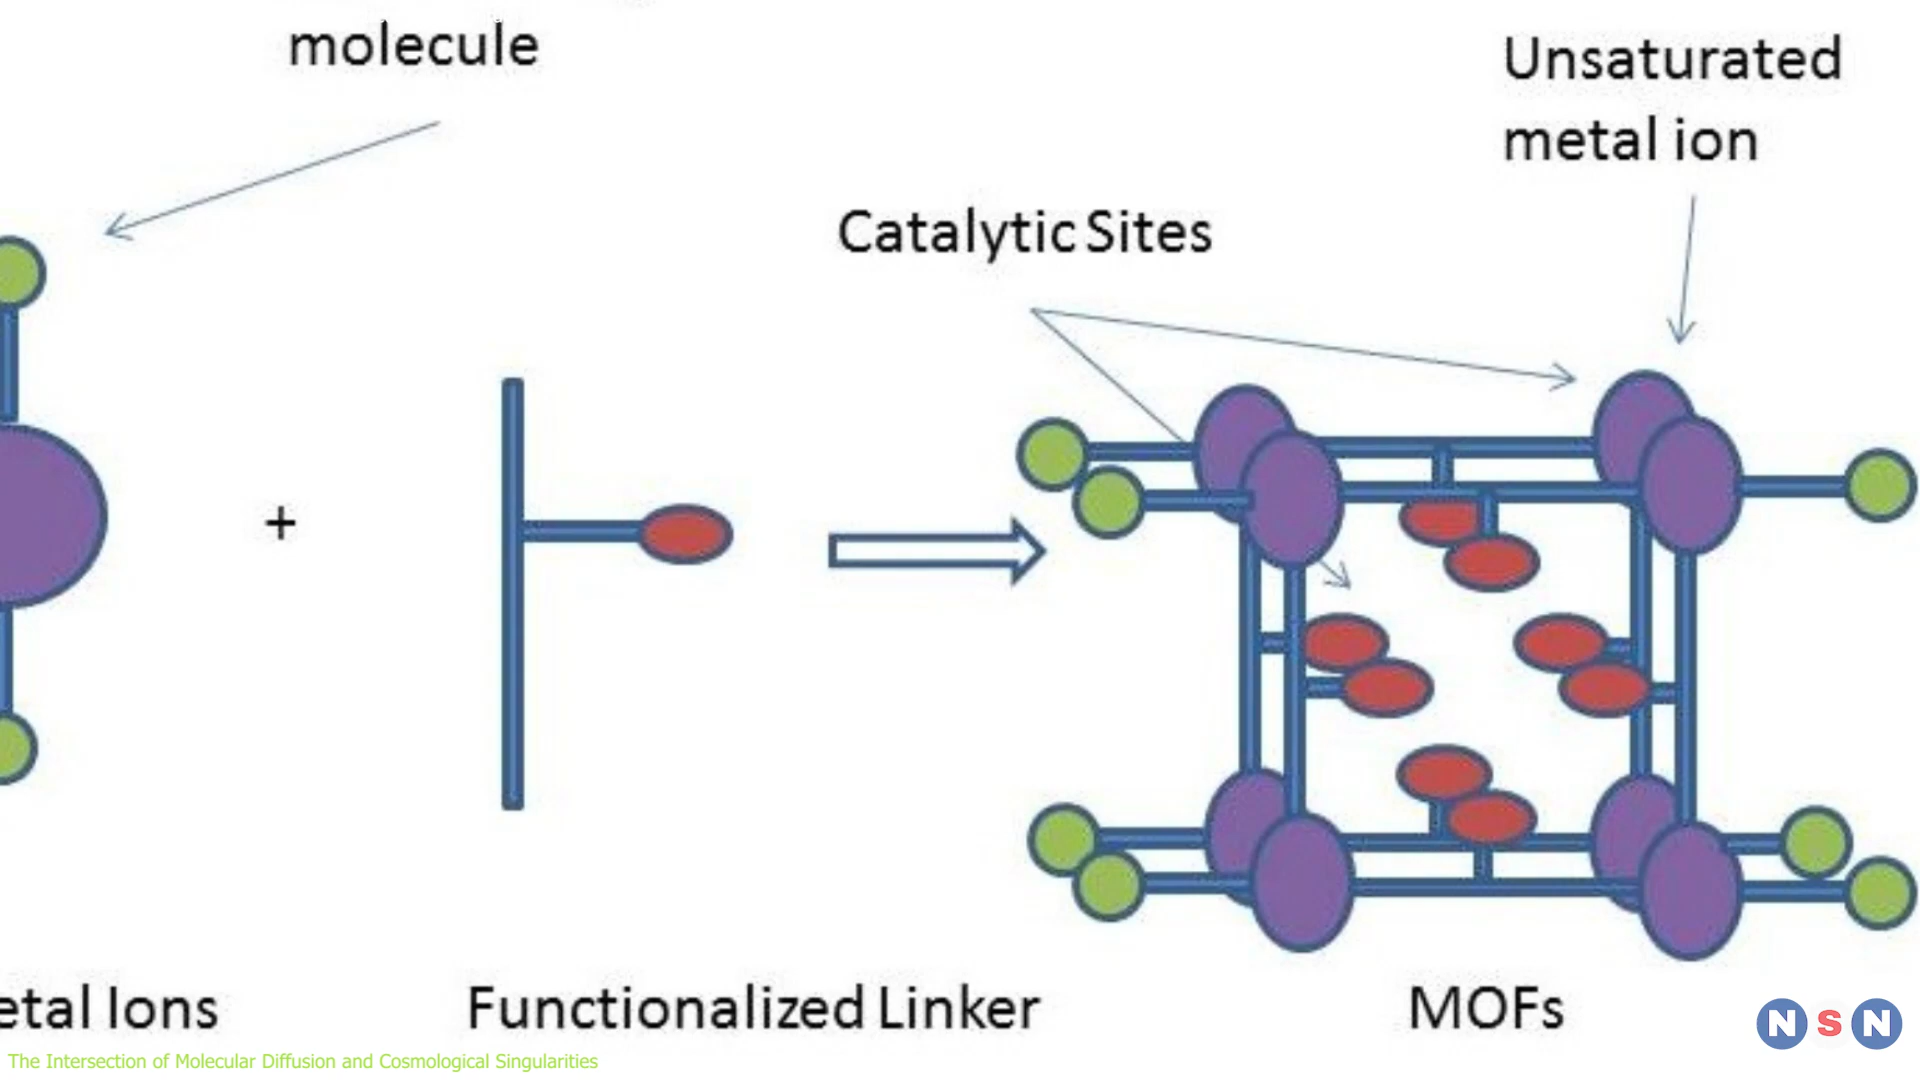 molecule
Unsaturated
metal ion
Catalytic Sites
+
etal Ions
Functionalized Linker
MOFs
NSN
The Intersection of Molecular Diffusion and Cosmological Singularities